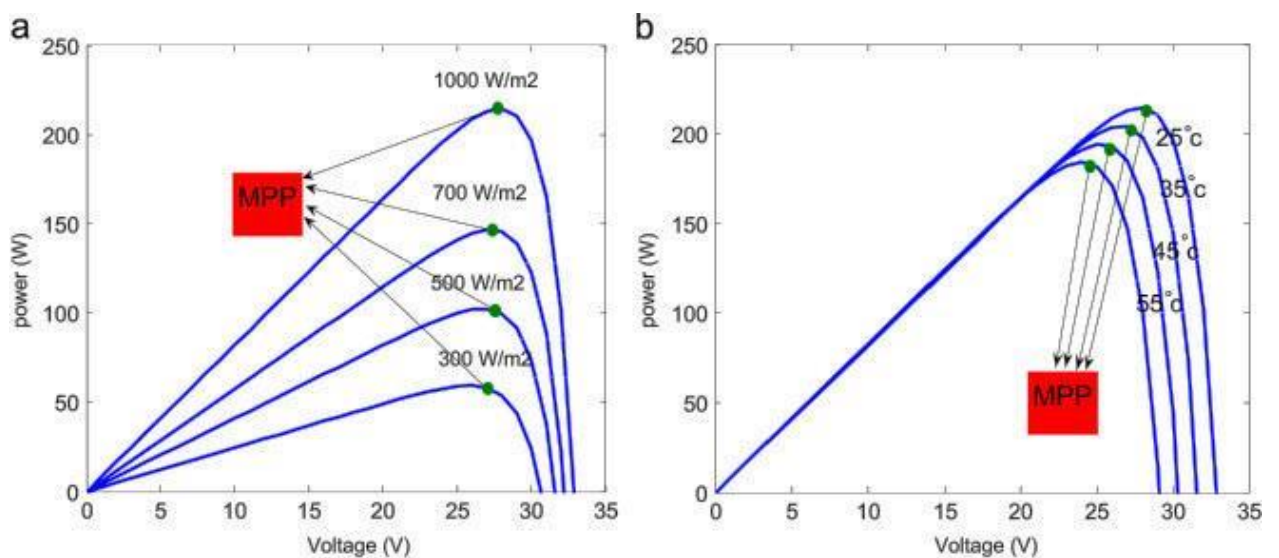 a
250
200
150
100
50
0
power (W)
1000 W/m2
700 W/m2
500 W/m2
300 W/m2
MPP
0 5 10 15 20 25 30 35
Voltage (V)
b
250
200
150
100
50
0
power (W)
25°c
35°c
45°c
55°c
MPP
0 5 10 15 20 25 30 35
Voltage (V)